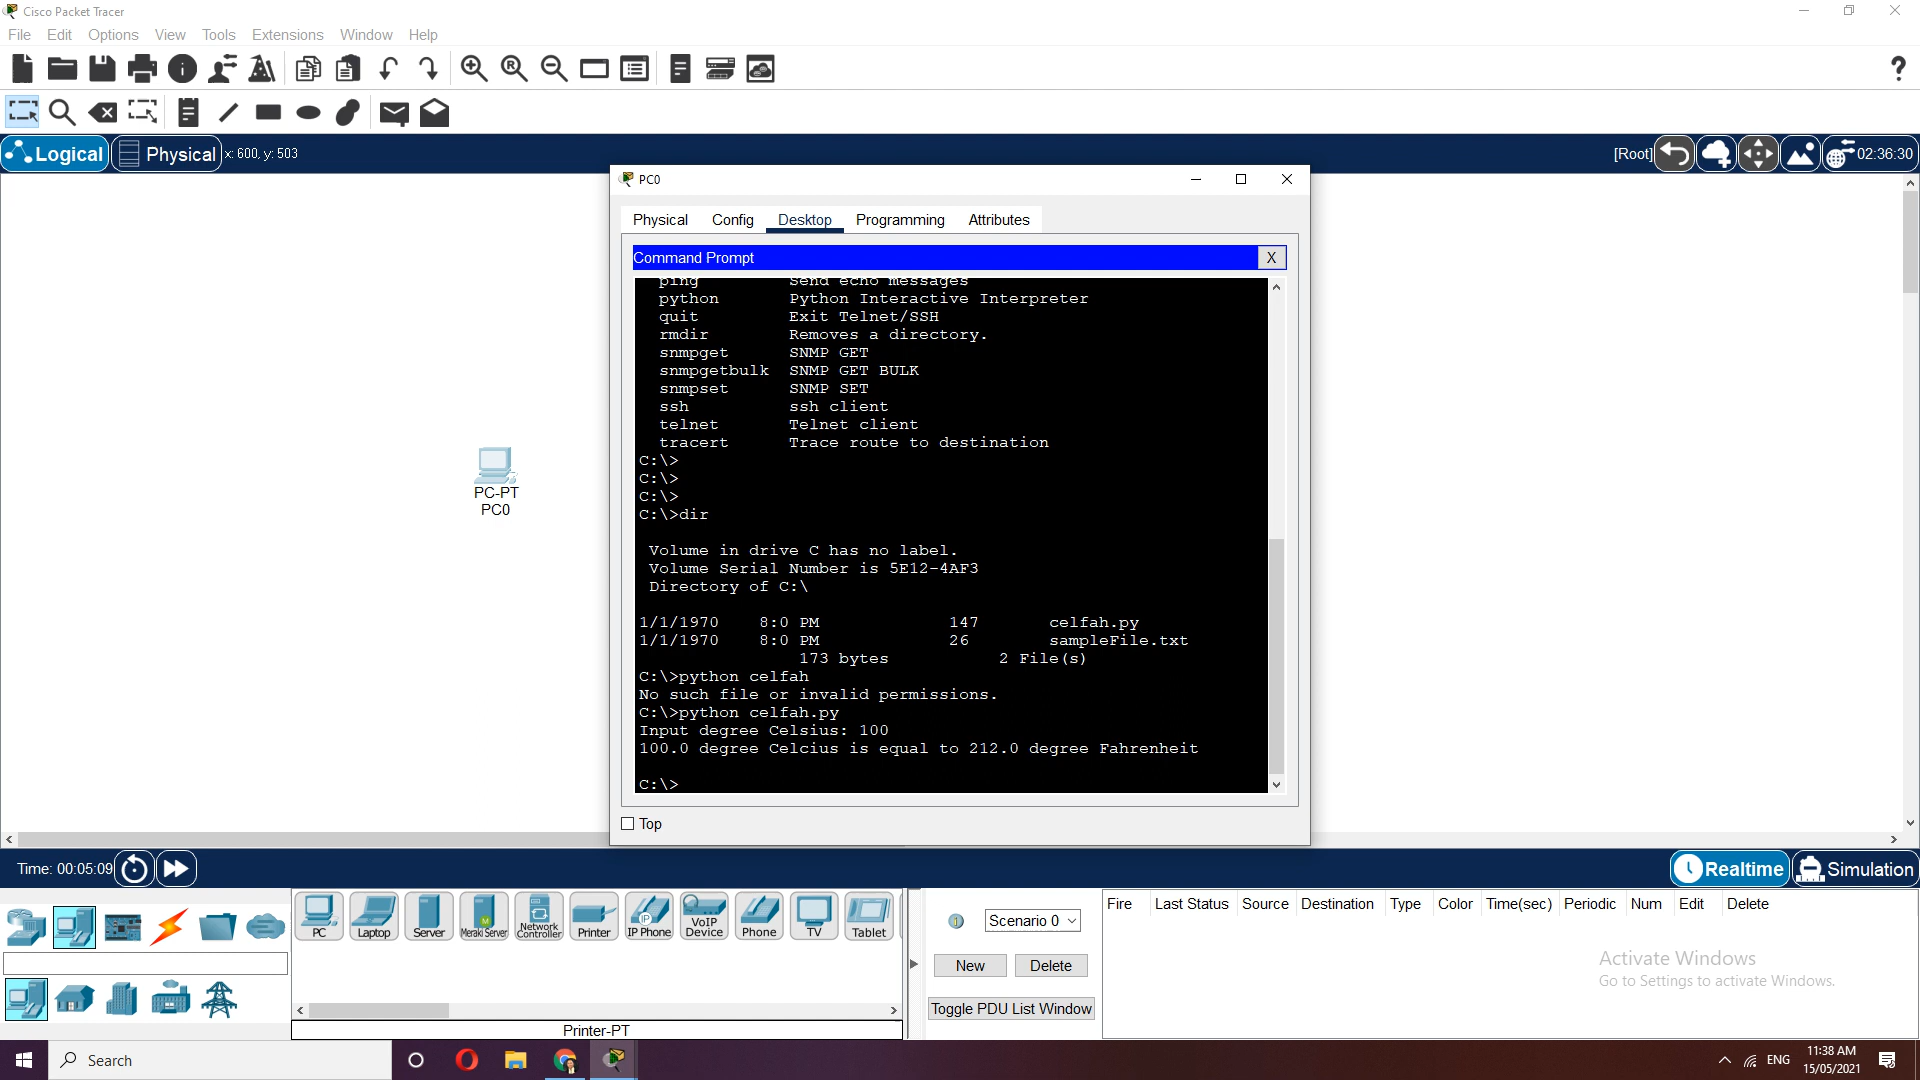 Cisco Packet Tracer
File Edit Options View Tools Extensions Window Help
Logical Physical x: 600, y: 503 [Root] 02:36:30
PC0
Physical Config Desktop Programming Attributes
Command Prompt X
ping Send echo messages
python Python Interactive Interpreter
quit Exit Telnet/SSH
rmdir Removes a directory.
snmpget SNMP GET
snmpgetbulk SNMP GET BULK
snmpset SNMP SET
ssh ssh client
telnet Telnet client
tracert Trace route to destination
C:\>
C:\>
C:\>
C:\>dir
Volume in drive C has no label.
Volume Serial Number is 5E12-4AF3
Directory of C:\
1/1/1970 8:0 PM 147 celfah.py
1/1/1970 8:0 PM 26 sampleFile.txt
173 bytes 2 File(s)
C:\>python celfah
No such file or invalid permissions.
C:\>python celfah.py
Input degree Celsius: 100
100.0 degree Celcius is equal to 212.0 degree Fahrenheit
C:\>
Top
PC-PT
PC0
Time: 00:05:09 Realtime Simulation
PC Laptop Server Meraki Server Network Controller Printer IP Phone VoIP Device Phone TV Tablet
Printer-PT
Scenario 0
New Delete
Toggle PDU List Window
Fire Last Status Source Destination Type Color Time(sec) Periodic Num Edit Delete
Activate Windows
Go to Settings to activate Windows.
Search
ENG
11:38 AM
15/05/2021